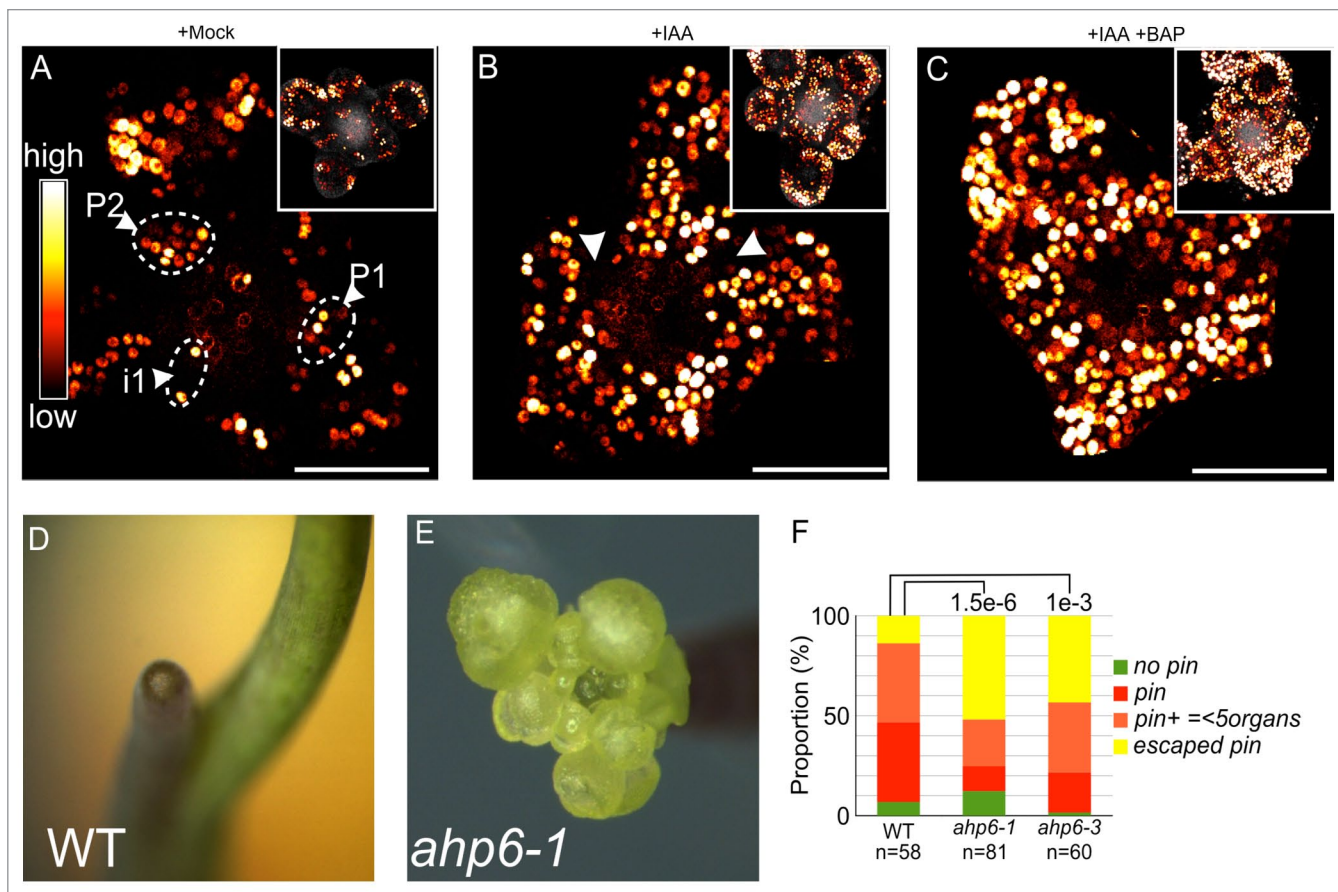 +Mock
+IAA
+IAA +BAP
A
B
C
high
low
P2
P1
i1
D
WT
E
ahp6-1
F
1.5e-6 1e-3
Proportion (%)
100
50
0
WT ahp6-1 ahp6-3
n=58 n=81 n=60
no pin
pin
pin+ =<5organs
escaped pin